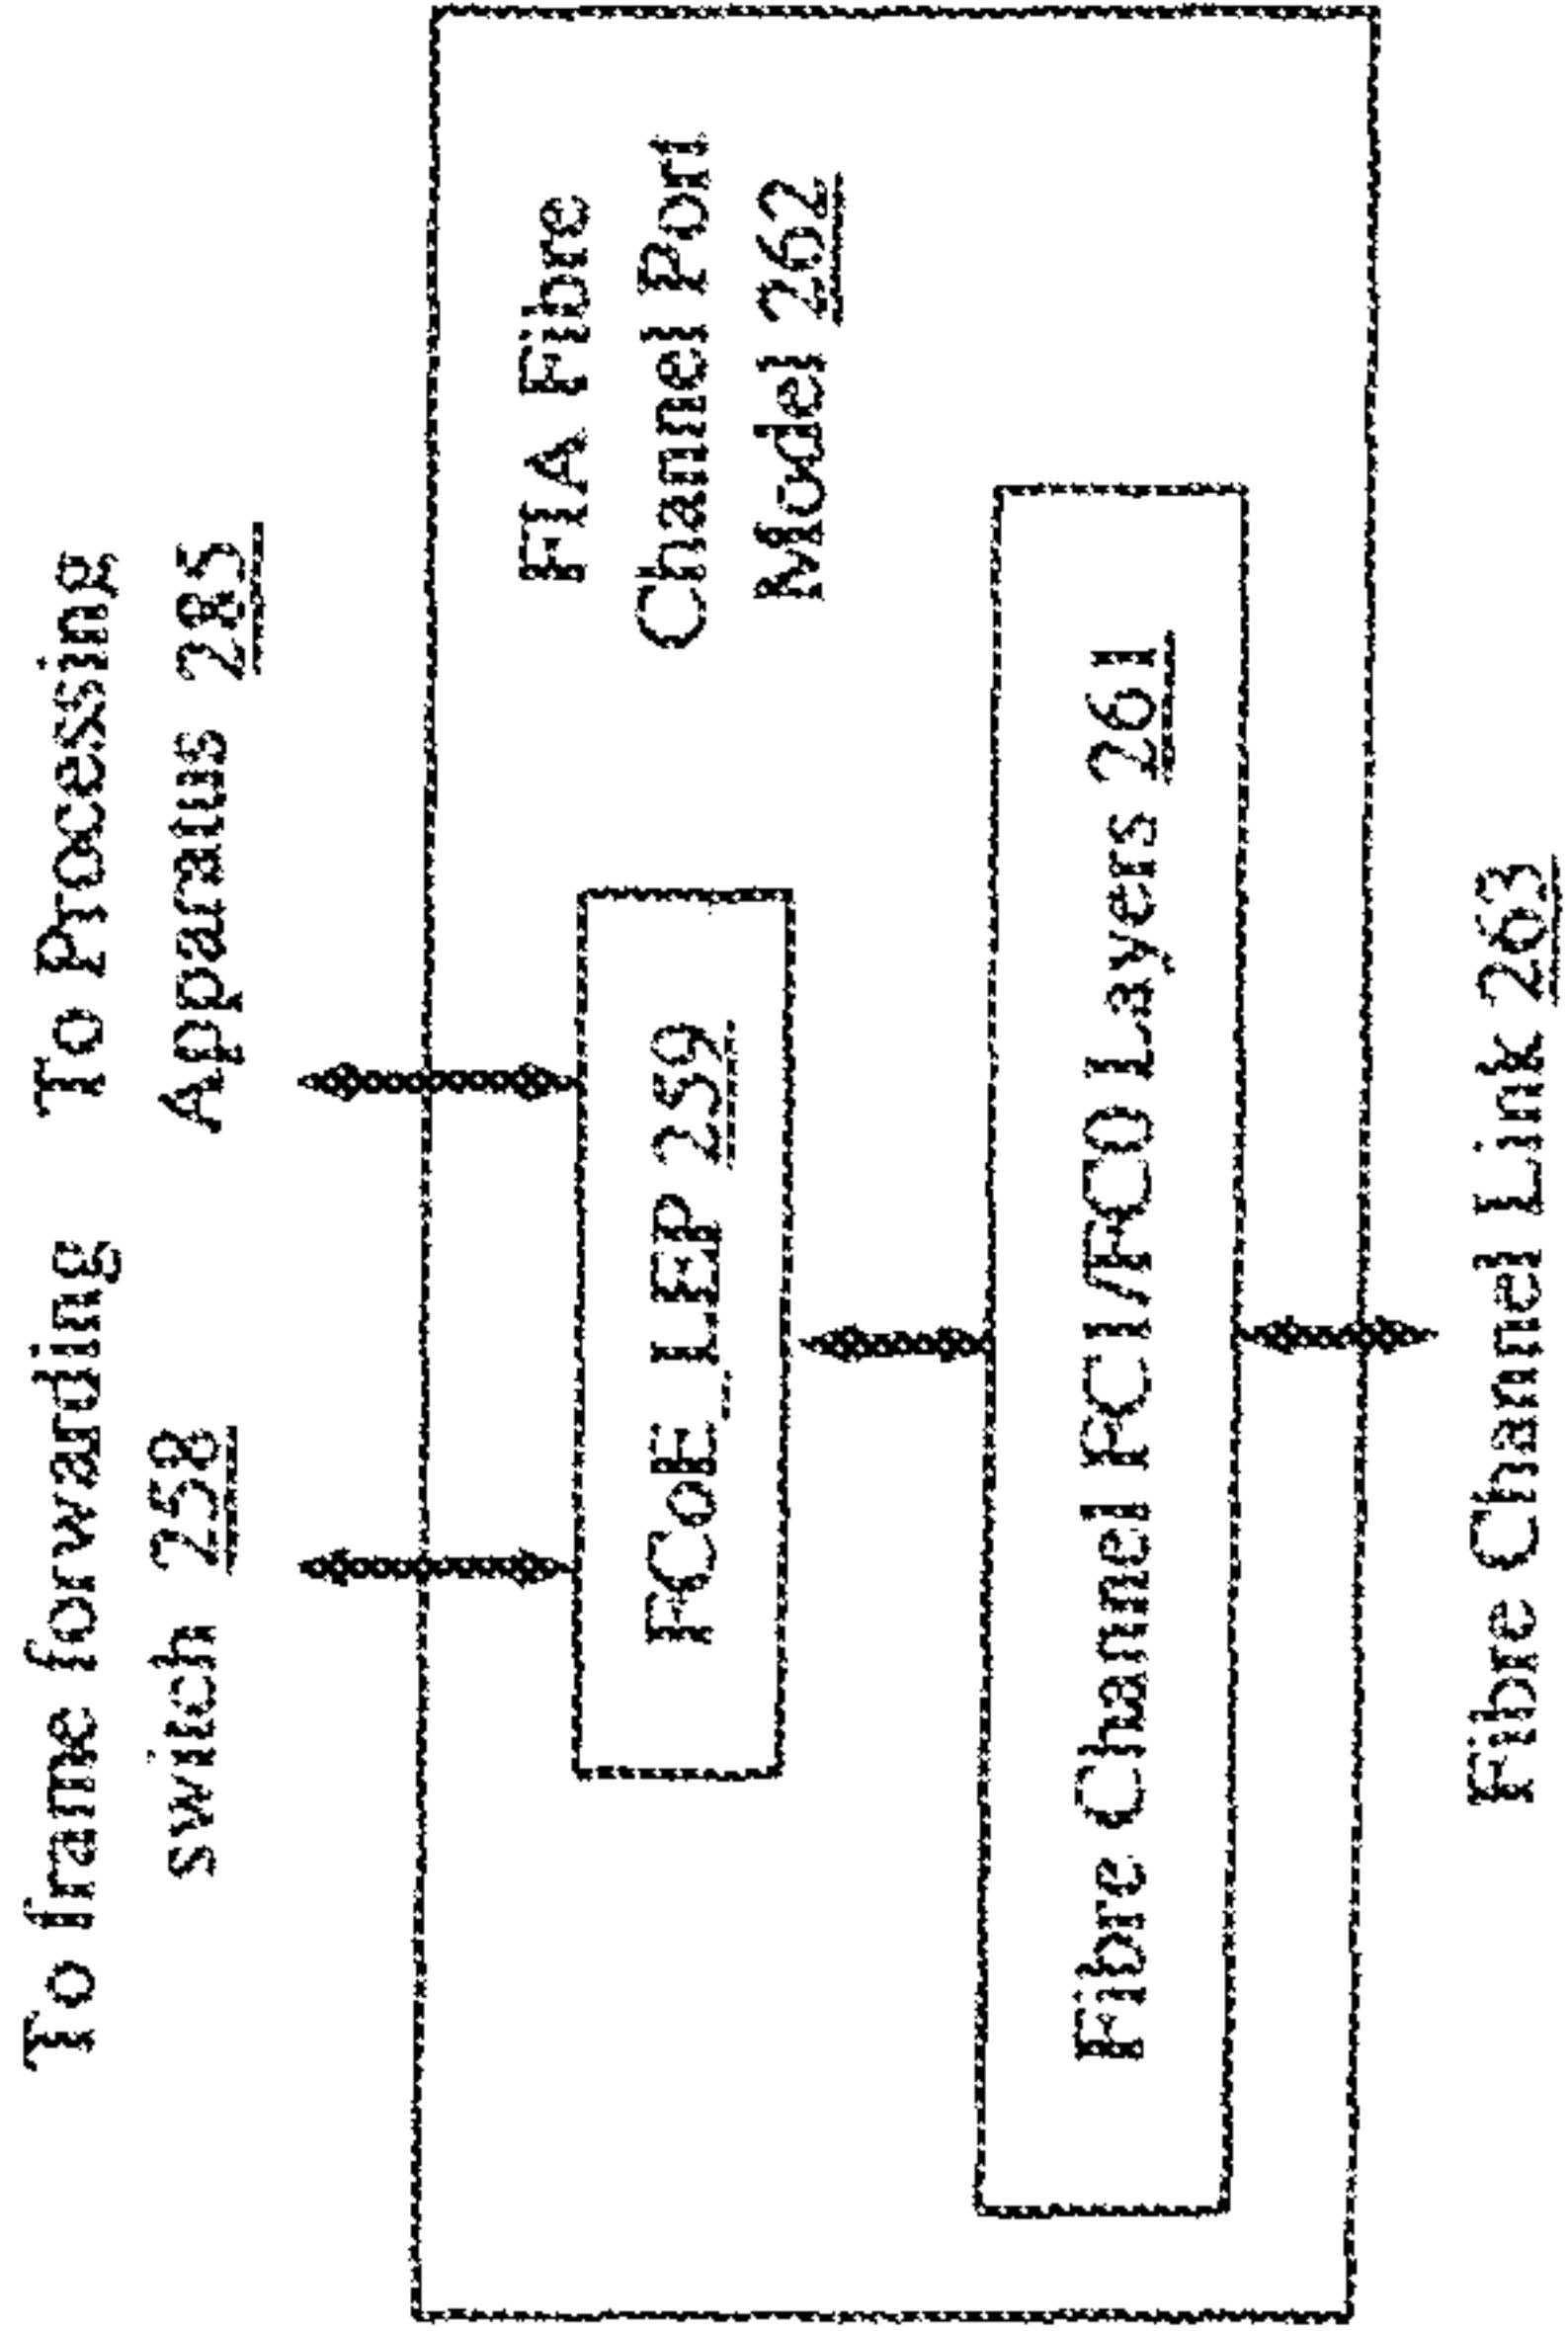 To frame forwarding
switch 258
To Processing
Apparatus 285
FIA Fibre
Channel Port
Model 262
FCoE_LEP 259
Fibre Channel FC1/FC0 Layers 261
Fibre Channel Link 263